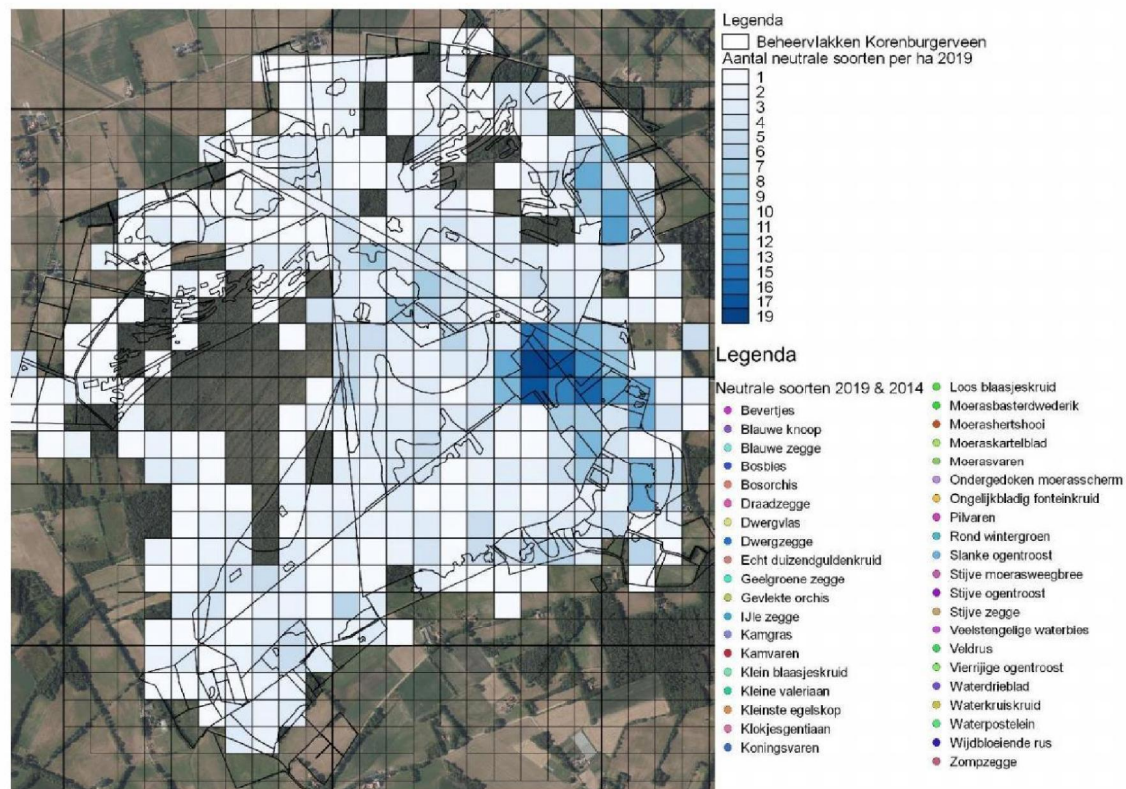 Legenda
Beheervlakken Korenburgerveen
Aantal neutrale soorten per ha 2019
1
2
3
4
5
6
7
8
9
10
11
12
13
15
16
17
19
Legenda
Neutrale soorten 2019 & 2014
Bevertjes
Blauwe knoop
Blauwe zegge
Bosbies
Bosorchis
Draadzegge
Dwergvlas
Dwergzegge
Echt duizendguldenkruid
Geelgroene zegge
Gevlekte orchis
IJle zegge
Kamgras
Kamvaren
Klein blaasjeskruid
Kleine valeriaan
Kleinste egelskop
Klokjesgentiaan
Koningsvaren
Loos blaasjeskruid
Moerasbasterdwederik
Moerashertshooi
Moeraskartelblad
Moerasvaren
Ondergedoken moerasscherm
Ongelijkbladig fonteinkruid
Pilvaren
Rond wintergroen
Slanke ogentroost
Stijve moerasweegbree
Stijve ogentroost
Stijve zegge
Veelstengelige waterbies
Veldrus
Vierrijige ogentroost
Waterdrieblad
Waterkruiskruid
Waterpostelein
Wijdbloeiende rus
Zompzegge